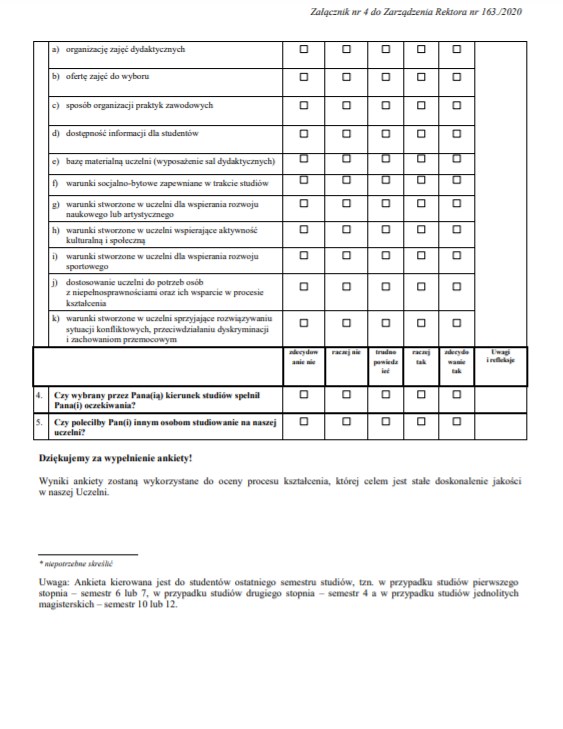 Załącznik nr 4 do Zarządzenia Rektora nr 163./2020
a) organizację zajęć dydaktycznych
b) ofertę zajęć do wyboru
c) sposób organizacji praktyk zawodowych
d) dostępność informacji dla studentów
e) bazę materialną uczelni (wyposażenie sal dydaktycznych)
f) warunki socjalno-bytowe zapewniane w trakcie studiów
g) warunki stworzone w uczelni dla wspierania rozwoju
naukowego lub artystycznego
h) warunki stworzone w uczelni wspierające aktywność
kulturalną i społeczną
i) warunki stworzone w uczelni dla wspierania rozwoju
sportowego
j) dostosowanie uczelni do potrzeb osób
z niepełnosprawnościami oraz ich wsparcie w procesie
kształcenia
k) warunki stworzone w uczelni sprzyjające rozwiązywaniu
sytuacji konfliktowych, przeciwdziałaniu dyskryminacji
i zachowaniom przemocowym
zdecydow raczej nie trudno raczej zdecydo Uwagi
anie nie powiedz tak wanie i refleksje
ieć tak
4. Czy wybrany przez Pana(ią) kierunek studiów spełnił
Pana(i) oczekiwania?
5. Czy poleciłby Pan(i) innym osobom studiowanie na naszej
uczelni?
Dziękujemy za wypełnienie ankiety!
Wyniki ankiety zostaną wykorzystane do oceny procesu kształcenia, której celem jest stałe doskonalenie jakości
w naszej Uczelni.
* niepotrzebne skreślić
Uwaga: Ankieta kierowana jest do studentów ostatniego semestru studiów, tzn. w przypadku studiów pierwszego
stopnia – semestr 6 lub 7, w przypadku studiów drugiego stopnia – semestr 4 a w przypadku studiów jednolitych
magisterskich – semestr 10 lub 12.